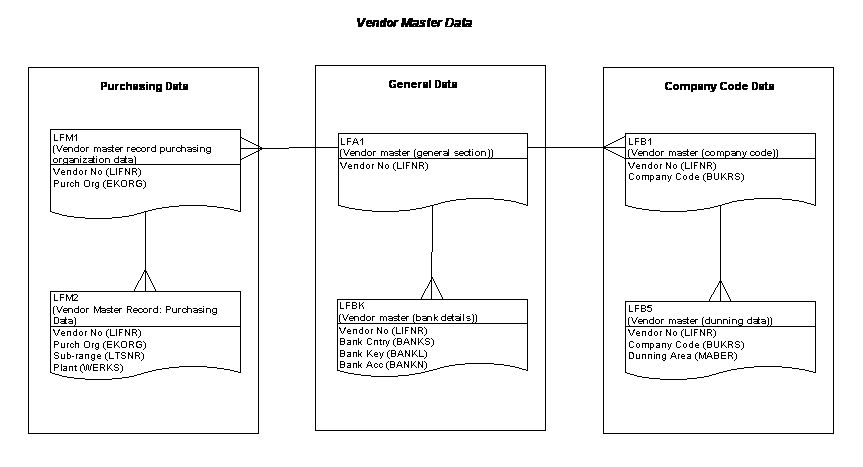 Vendor Master Data
Purchasing Data
LFM1
(Vendor master record purchasing
organization data)
Vendor No (LIFNR)
Purch Org (EKORG)
LFM2
(Vendor Master Record: Purchasing
Data)
Vendor No (LIFNR)
Purch Org (EKORG)
Sub-range (LTSNR)
Plant (WERKS)
General Data
LFA1
(Vendor master (general section))
Vendor No (LIFNR)
LFBK
(Vendor master (bank details))
Vendor No (LIFNR)
Bank Cntry (BANKS)
Bank Key (BANKL)
Bank Acc (BANKN)
Company Code Data
LFB1
(Vendor master (company code))
Vendor No (LIFNR)
Company Code (BUKRS)
LFB5
(Vendor master (dunning data))
Vendor No (LIFNR)
Company Code (BUKRS)
Dunning Area (MABER)